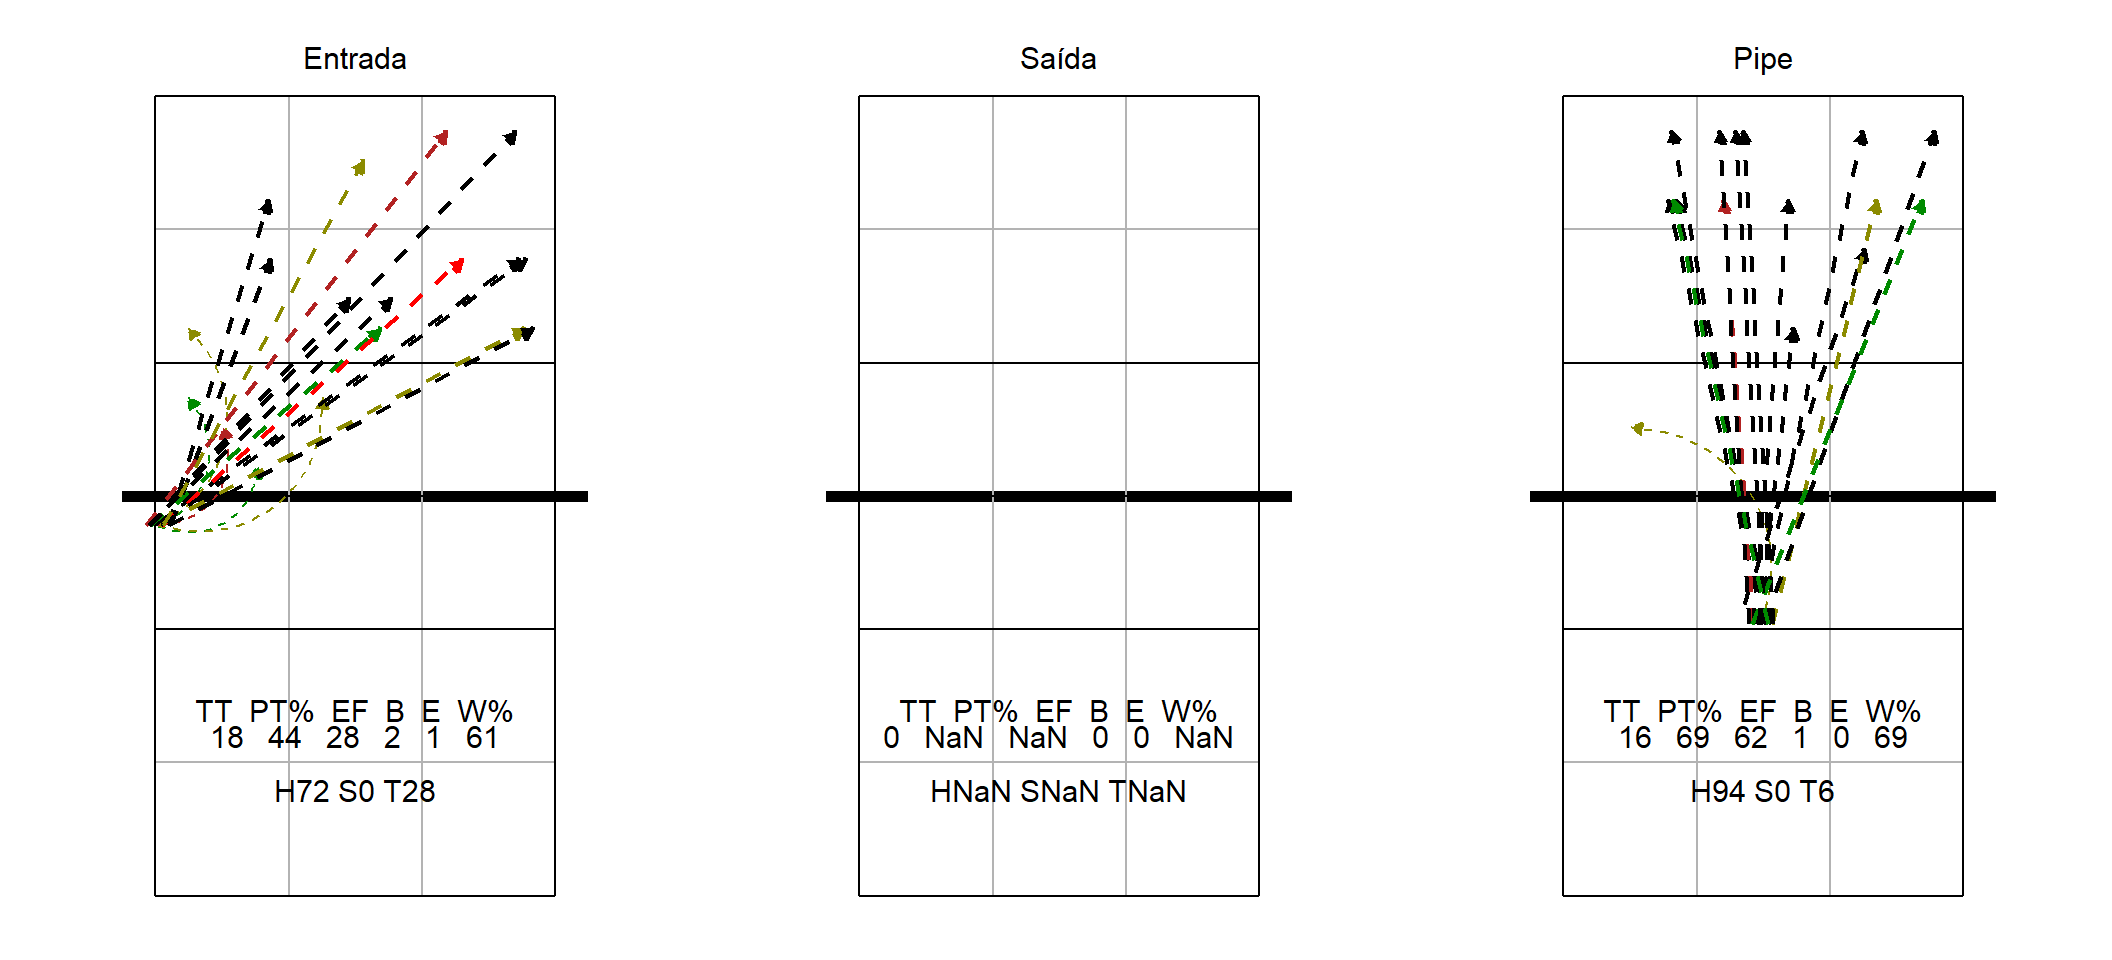 Entrada
TT PT% EF B E W%
18 44 28 2 1 61
H72 S0 T28
Saída
TT PT% EF B E W%
0 NaN NaN 0 0 NaN
HNaN SNaN TNaN
Pipe
TT PT% EF B E W%
16 69 62 1 0 69
H94 S0 T6